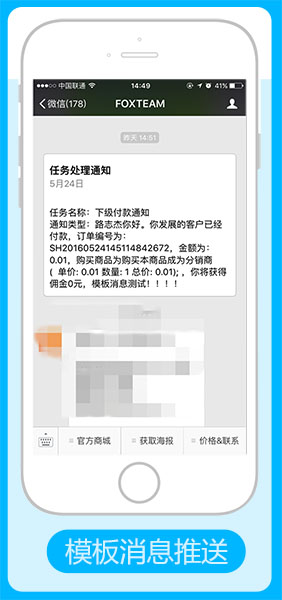 中国联通 14:49 41%
微信(178) FOXTEAM
昨天 14:51
任务处理通知
5月24日
任务名称：下级付款通知
通知类型：路志杰你好。你发展的客户已经
付款，订单编号为：
SH20160524145114842672，金额为：
0.01，购买商品为购买本商品成为分销商
( 单价: 0.01 数量: 1 总价: 0.01); ，你将获得
佣金0元，模板消息测试！！！！
官方商城 获取海报 价格&联系
模板消息推送